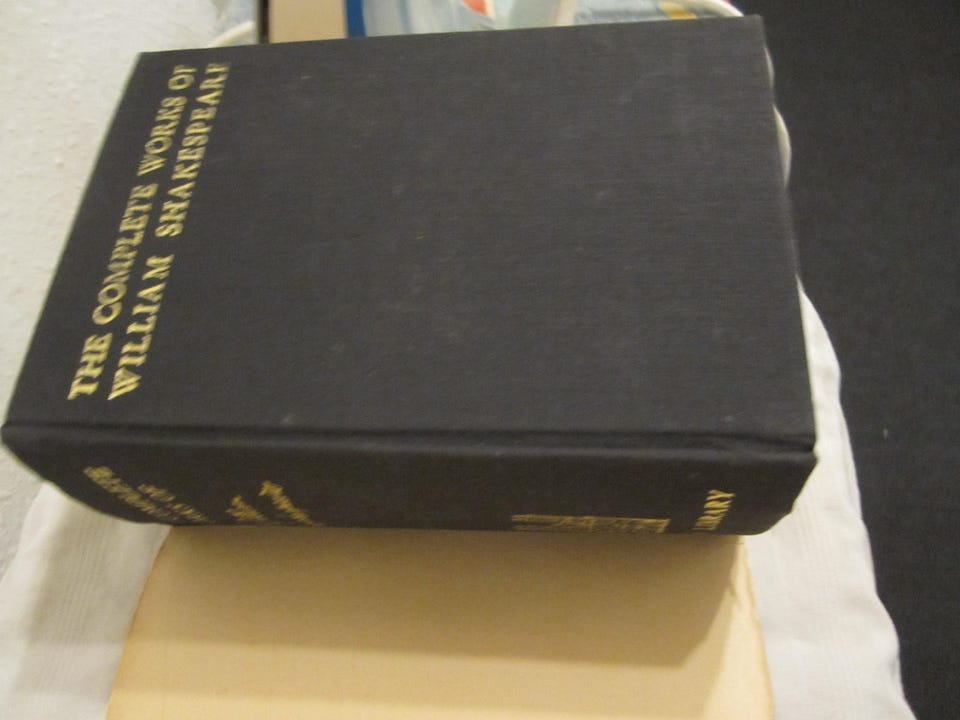 THE COMPLETE WORKS OF
WILLIAM SHAKESPEARE
LIBRARY